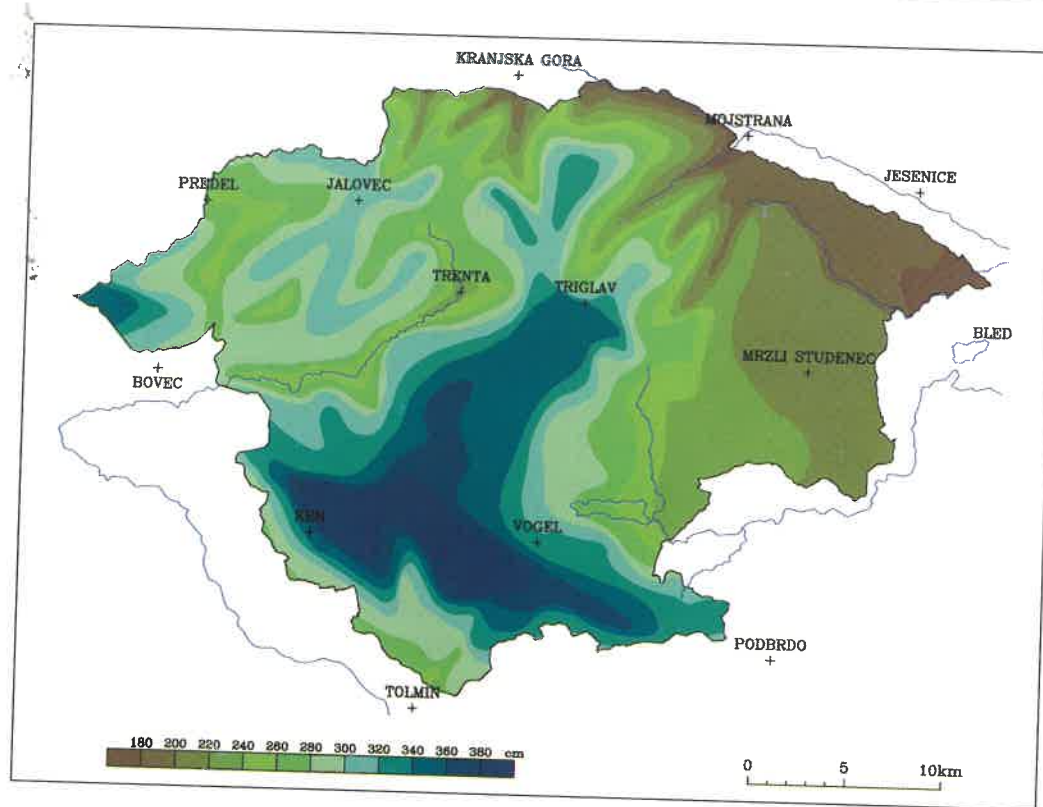 KRANJSKA GORA
MOJSTRANA
JESENICE
PREDEL
JALOVEC
TRENTA
TRIGLAV
BLED
MRZLI STUDENEC
BOVEC
KRN
VOGEL
PODBRDO
TOLMIN
180 200 220 240 260 280 300 320 340 360 380 cm
0 5 10km